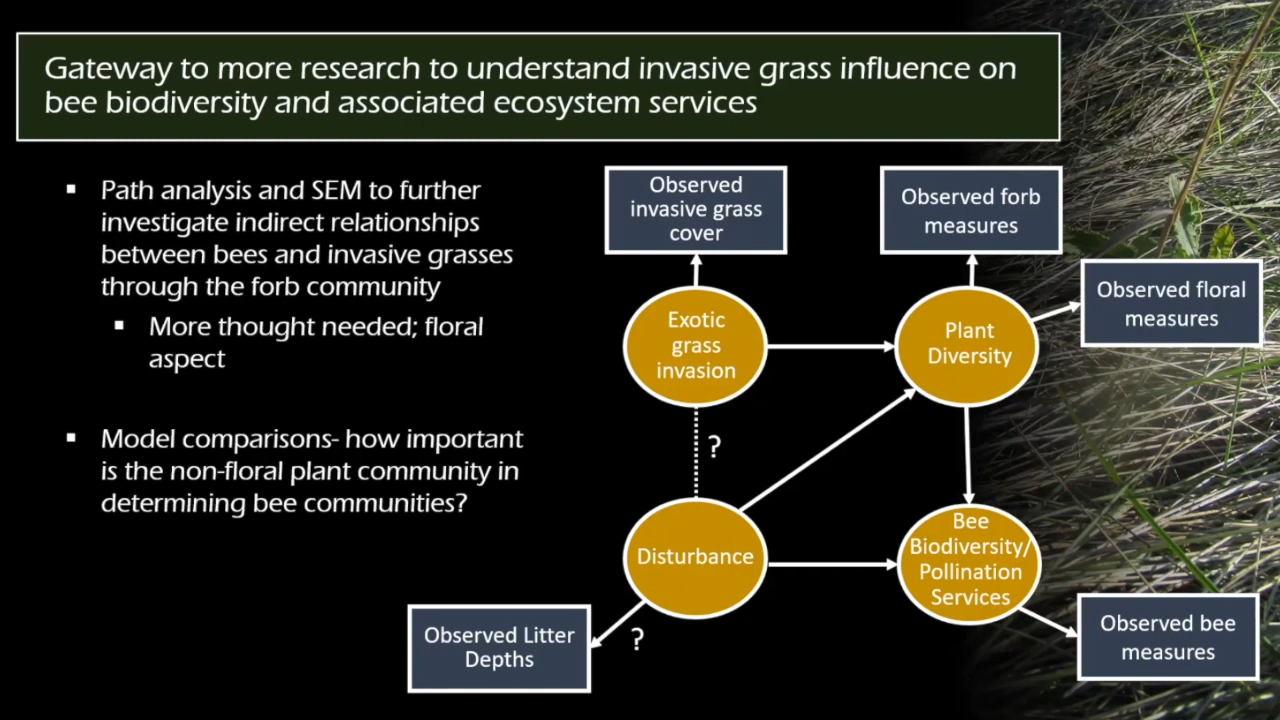 Gateway to more research to understand invasive grass influence on
bee biodiversity and associated ecosystem services
▪ Path analysis and SEM to further
investigate indirect relationships
between bees and invasive grasses
through the forb community
▪ More thought needed; floral
aspect
▪ Model comparisons- how important
is the non-floral plant community in
determining bee communities?
Observed
invasive grass
cover
Observed forb
measures
Observed floral
measures
Exotic
grass
invasion
Plant
Diversity
?
Disturbance
Bee
Biodiversity/
Pollination
Services
Observed Litter
Depths
?
Observed bee
measures